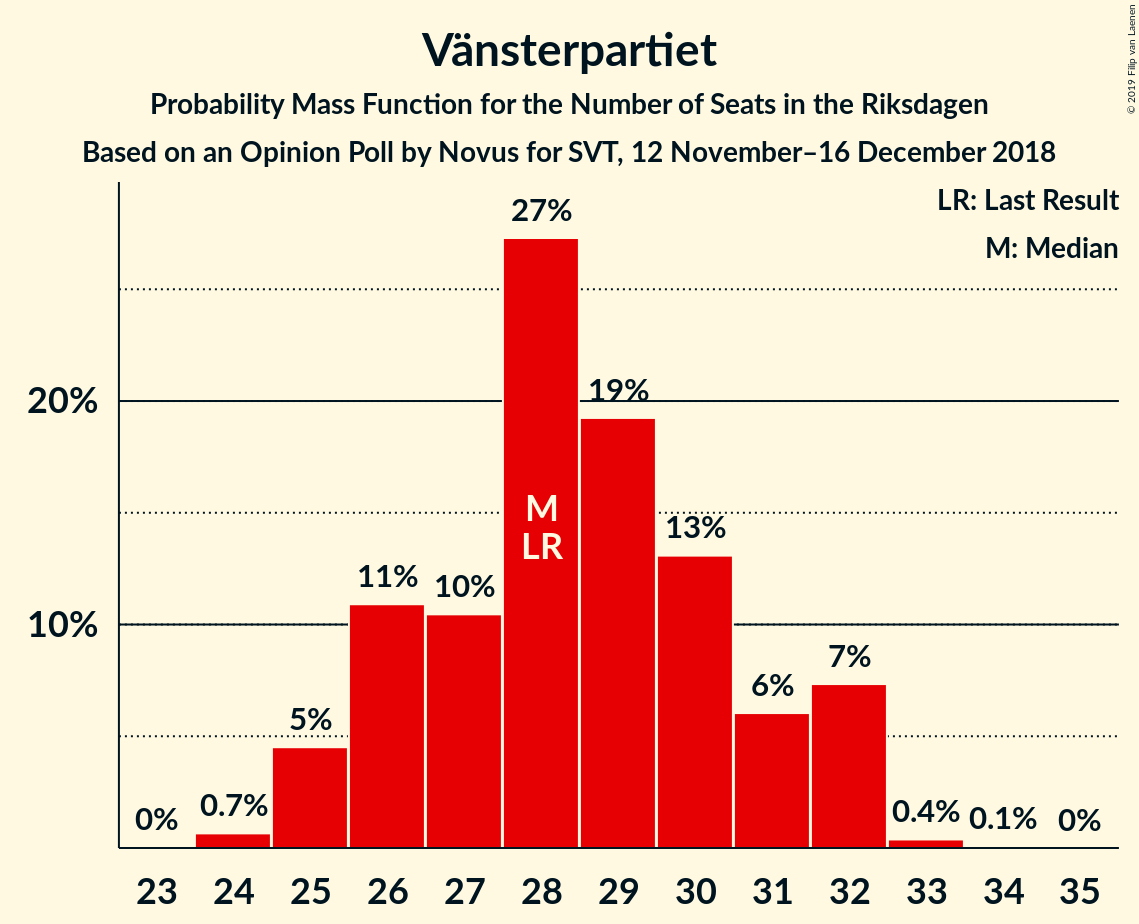 Vänsterpartiet
Probability Mass Function for the Number of Seats in the Riksdagen
Based on an Opinion Poll by Novus for SVT, 12 November–16 December 2018
© 2019 Filip van Laenen
LR: Last Result
M: Median
20%
10%
0%
0.7%
5%
11%
10%
27%
19%
13%
6%
7%
0.4%
0.1%
0%
M
LR
23 24 25 26 27 28 29 30 31 32 33 34 35